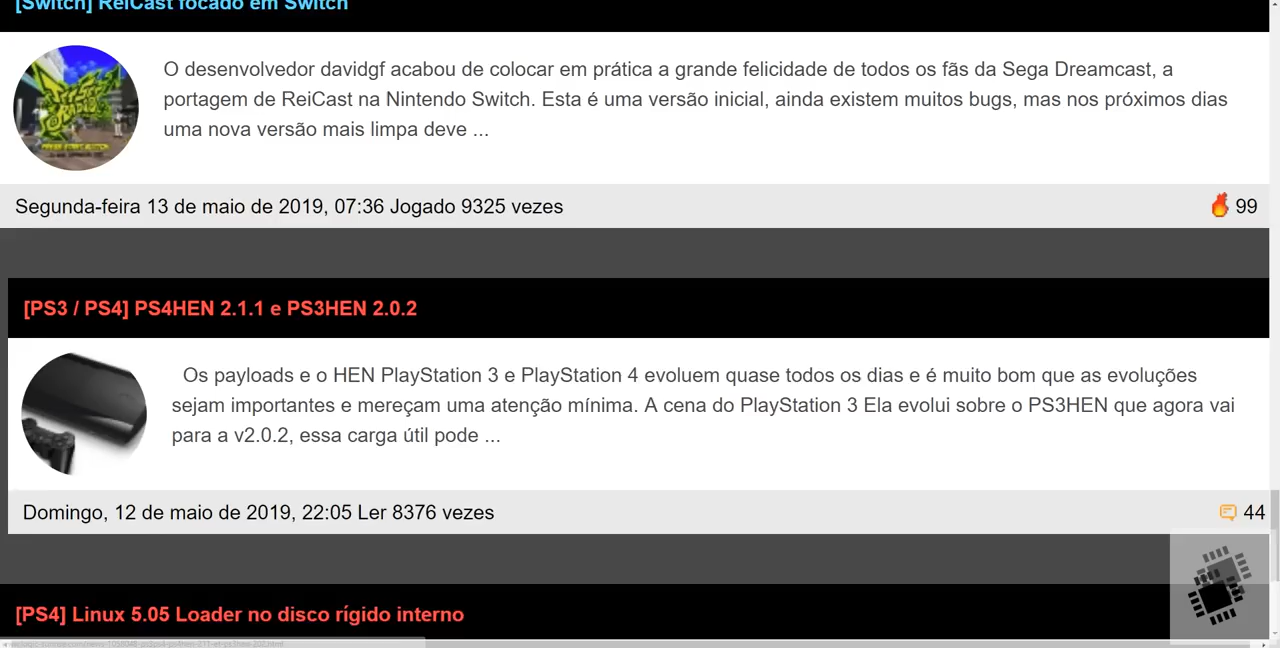 [Switch] ReiCast focado em Switch
O desenvolvedor davidgf acabou de colocar em prática a grande felicidade de todos os fãs da Sega Dreamcast, a
portagem de ReiCast na Nintendo Switch. Esta é uma versão inicial, ainda existem muitos bugs, mas nos próximos dias
uma nova versão mais limpa deve ...
Segunda-feira 13 de maio de 2019, 07:36 Jogado 9325 vezes
99
[PS3 / PS4] PS4HEN 2.1.1 e PS3HEN 2.0.2
Os payloads e o HEN PlayStation 3 e PlayStation 4 evoluem quase todos os dias e é muito bom que as evoluções
sejam importantes e mereçam uma atenção mínima. A cena do PlayStation 3 Ela evolui sobre o PS3HEN que agora vai
para a v2.0.2, essa carga útil pode ...
Domingo, 12 de maio de 2019, 22:05 Ler 8376 vezes
44
[PS4] Linux 5.05 Loader no disco rígido interno